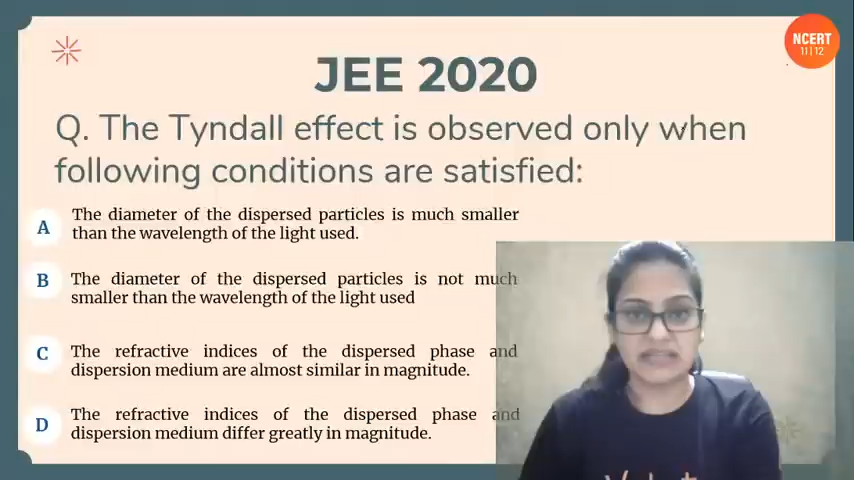 NCERT
11|12
JEE 2020
Q. The Tyndall effect is observed only when
following conditions are satisfied:
A
The diameter of the dispersed particles is much smaller
than the wavelength of the light used.
B
The diameter of the dispersed particles is not much
smaller than the wavelength of the light used
C
The refractive indices of the dispersed phase and
dispersion medium are almost similar in magnitude.
D
The refractive indices of the dispersed phase and
dispersion medium differ greatly in magnitude.